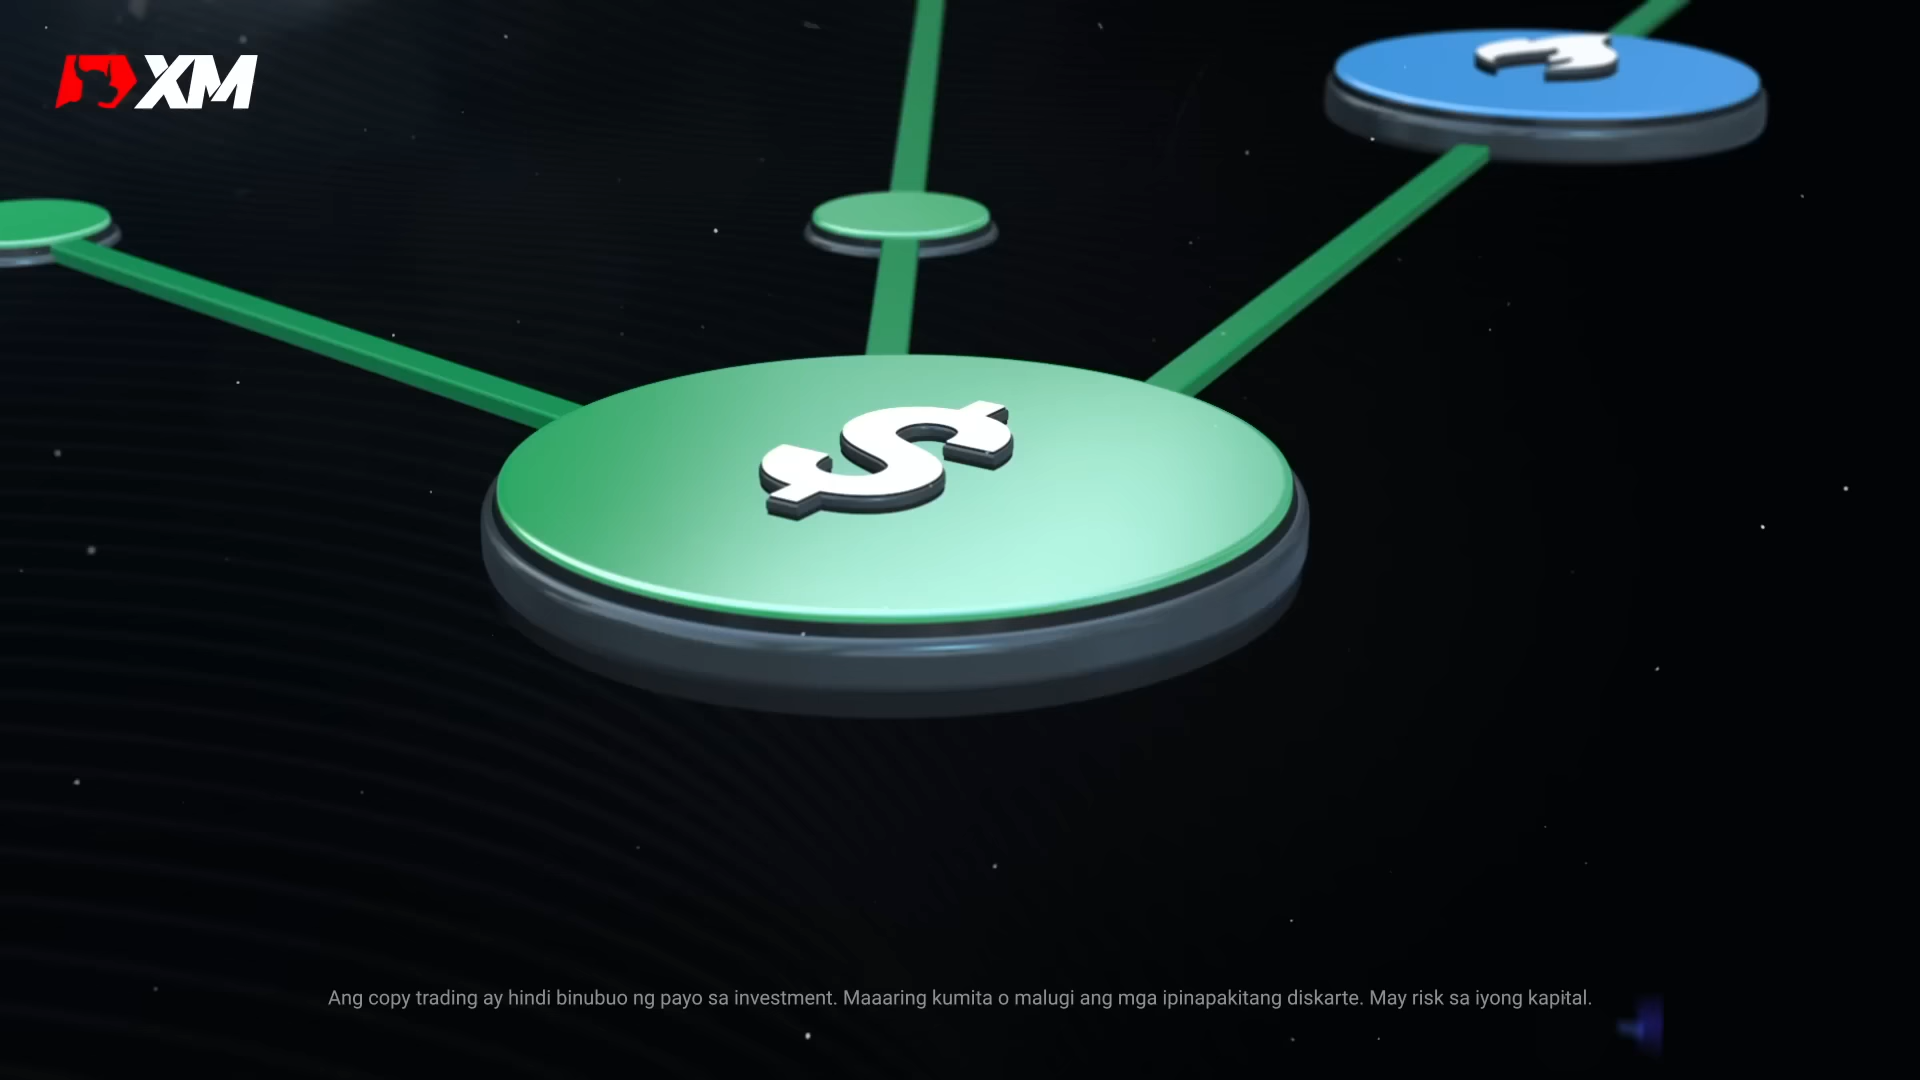 XM
$
Ang copy trading ay hindi binubuo ng payo sa investment. Maaaring kumita o malugi ang mga ipinapakitang diskarte. May risk sa iyong kapital.